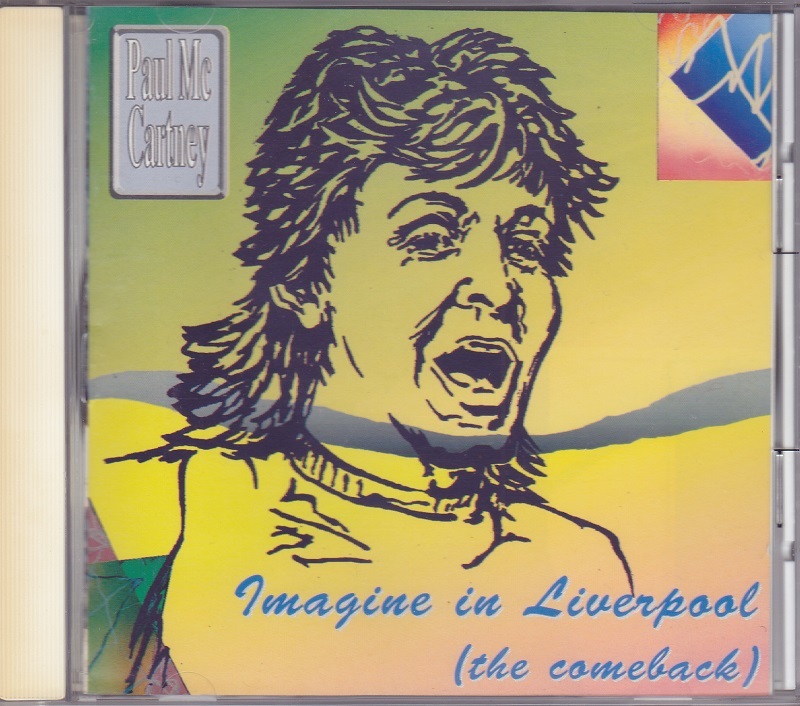 Paul Mc
Cartney
Imagine in Liverpool
(the comeback)